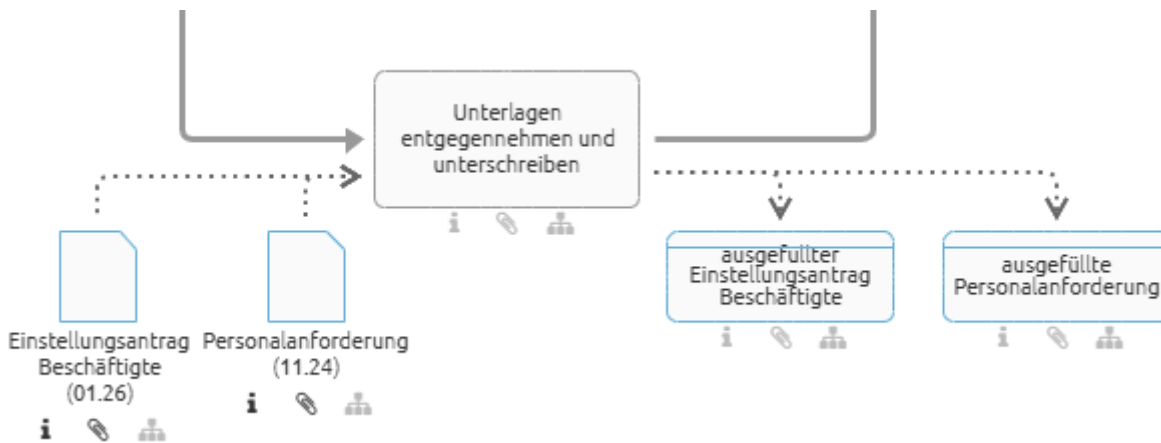 Unterlagen
entgegennehmen und
unterschreiben
ausgefüllter
Einstellungsantrag
Beschäftigte
ausgefüllte
Personalanforderung
Einstellungsantrag
Beschäftigte
(01.26)
Personalanforderung
(11.24)